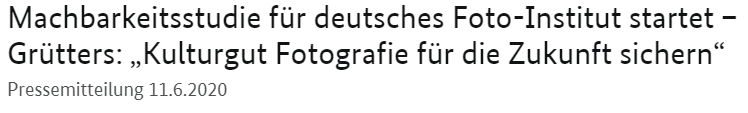 Machbarkeitsstudie für deutsches Foto-Institut startet –
Grütters: „Kulturgut Fotografie für die Zukunft sichern“
Pressemitteilung 11.6.2020